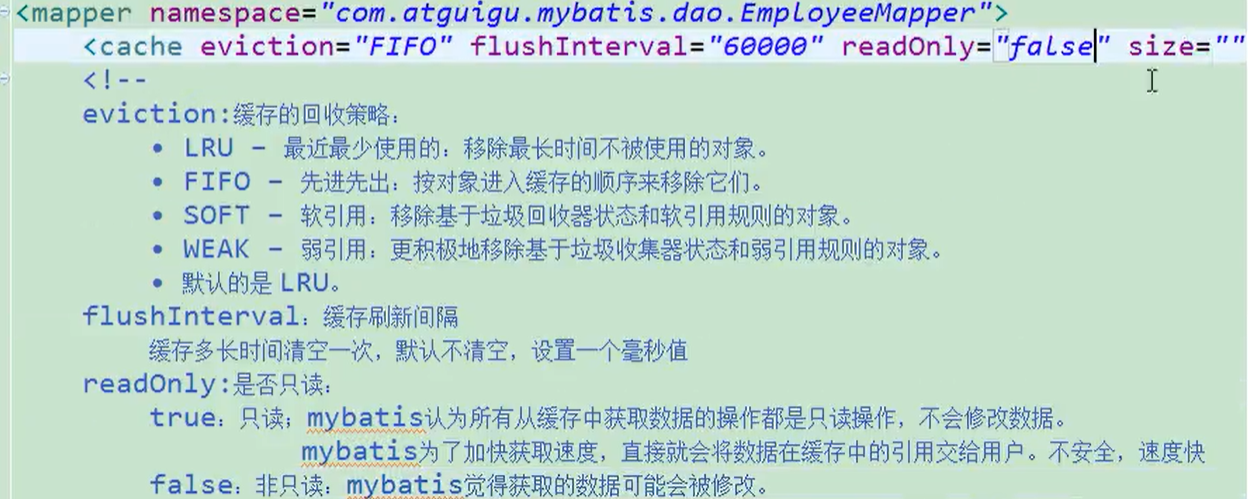 <mapper namespace="com.atguigu.mybatis.dao.EmployeeMapper">
<cache eviction="FIFO" flushInterval="60000" readOnly="false" size=""
<!--
eviction:缓存的回收策略:
• LRU – 最近最少使用的: 移除最长时间不被使用的对象。
• FIFO – 先进先出: 按对象进入缓存的顺序来移除它们。
• SOFT – 软引用: 移除基于垃圾回收器状态和软引用规则的对象。
• WEAK – 弱引用: 更积极地移除基于垃圾收集器状态和弱引用规则的对象。
• 默认的是 LRU。
flushInterval: 缓存刷新间隔
缓存多长时间清空一次, 默认不清空, 设置一个毫秒值
readOnly:是否只读:
true: 只读; mybatis认为所有从缓存中获取数据的操作都是只读操作, 不会修改数据。
mybatis为了加快获取速度, 直接就会将数据在缓存中的引用交给用户。不安全, 速度快
false: 非只读: mybatis觉得获取的数据可能会被修改。